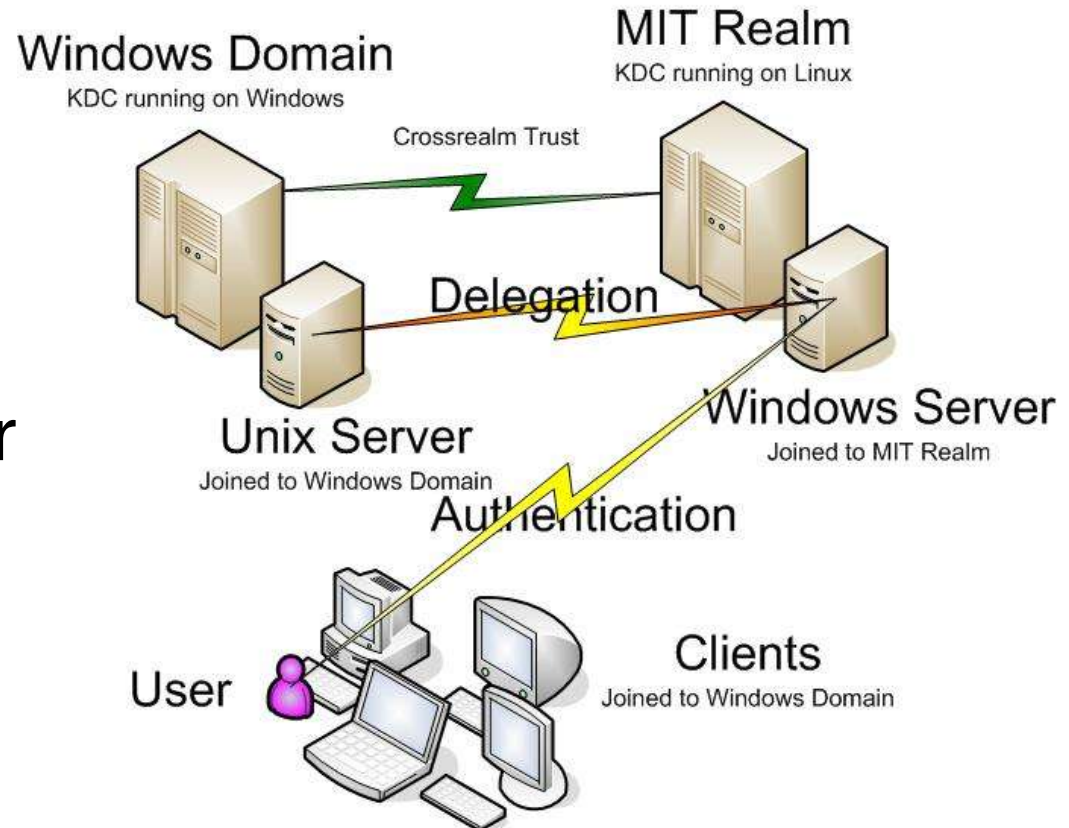 MIT Realm
KDC running on Linux
Windows Domain
KDC running on Windows
Crossrealm Trust
Delegation
Windows Server
Joined to MIT Realm
r
Unix Server
Joined to Windows Domain
Authentication
User
Clients
Joined to Windows Domain